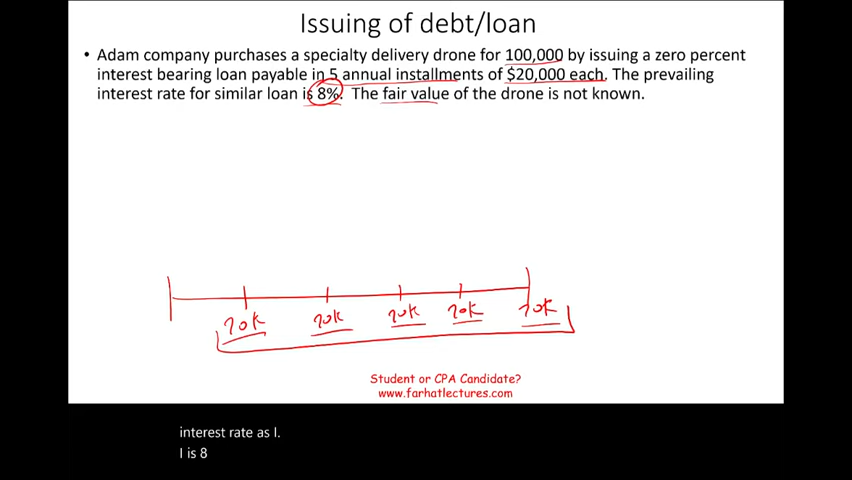 Issuing of debt/loan
• Adam company purchases a specialty delivery drone for 100,000 by issuing a zero percent
interest bearing loan payable in 5 annual installments of $20,000 each. The prevailing
interest rate for similar loan is 8%. The fair value of the drone is not known.
20K 20K 20K 20K 20K
Student or CPA Candidate?
www.farhatlectures.com
interest rate as I.
I is 8